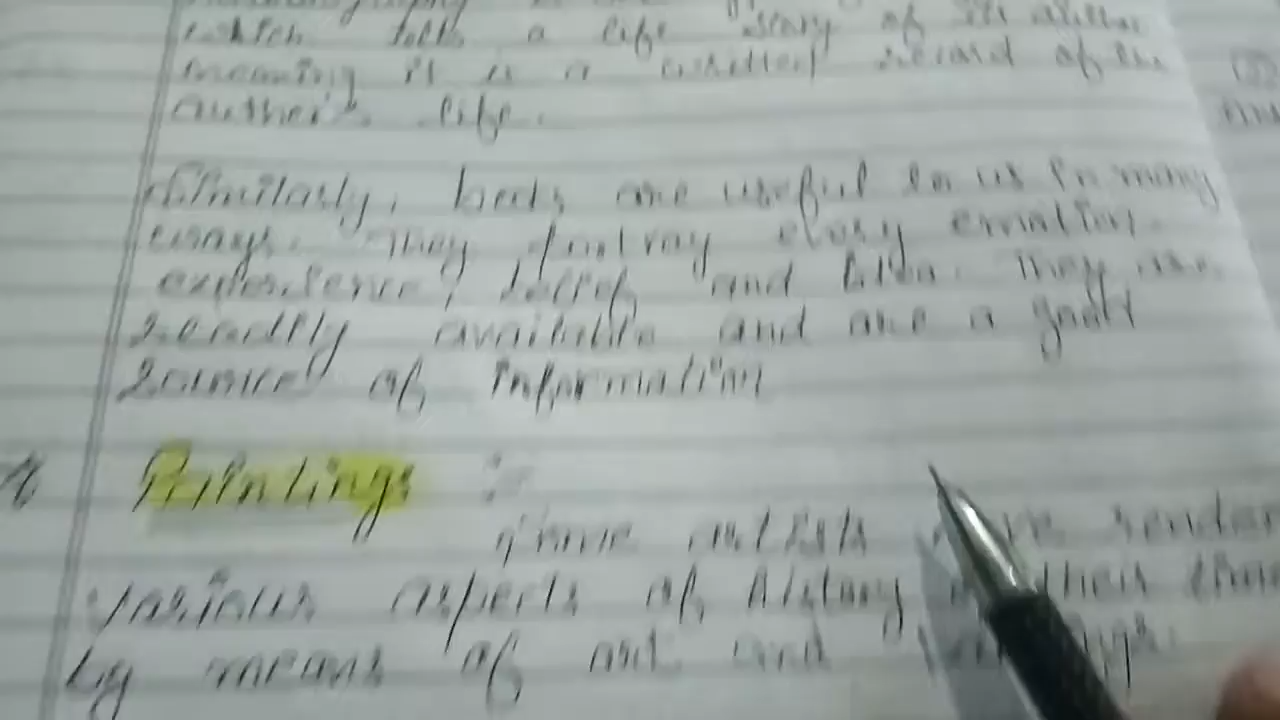 which tells a life story of its author
meaning it is a written record of the
author's life.
Similarly, are useful to us in many
ways. They portray every emotion,
experience, belief and idea. They are
readily available and are a good
source of information
Paintings :-
Some artists have render
various aspects of history their
by means of art and